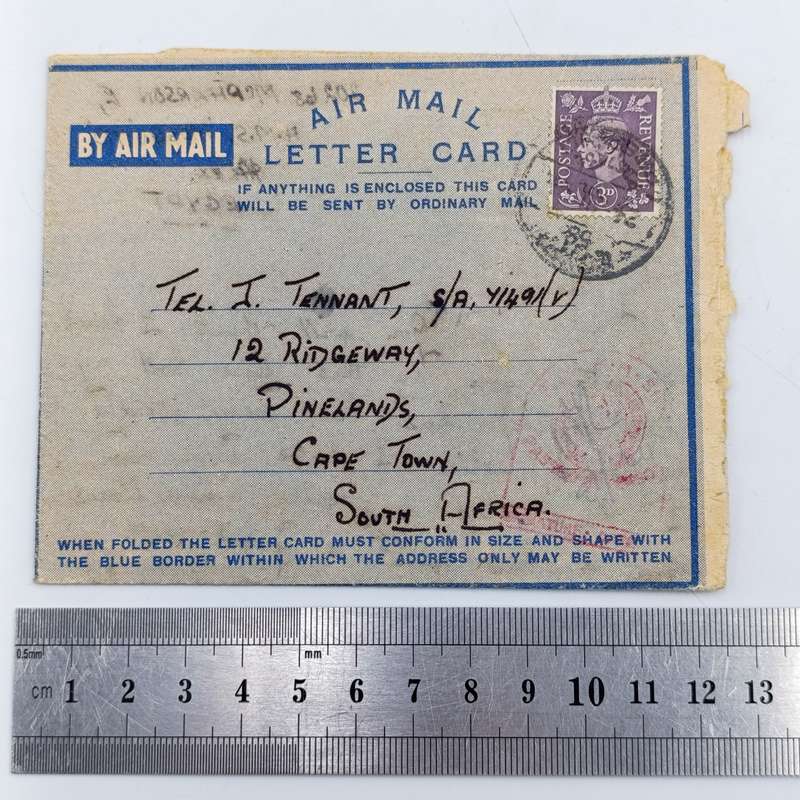 BY AIR MAIL
AIR MAIL
LETTER CARD
IF ANYTHING IS ENCLOSED THIS CARD
WILL BE SENT BY ORDINARY MAIL
POSTAGE
REVENUE
3D
TEL. J. TENNANT, S/A, 4/491(V)
12 RIDGEWAY,
PINELANDS,
CAPE TOWN,
SOUTH AFRICA.
WHEN FOLDED THE LETTER CARD MUST CONFORM IN SIZE AND SHAPE WITH
THE BLUE BORDER WITHIN WHICH THE ADDRESS ONLY MAY BE WRITTEN
0.5mm
mm
cm 1 2 3 4 5 6 7 8 9 10 11 12 13